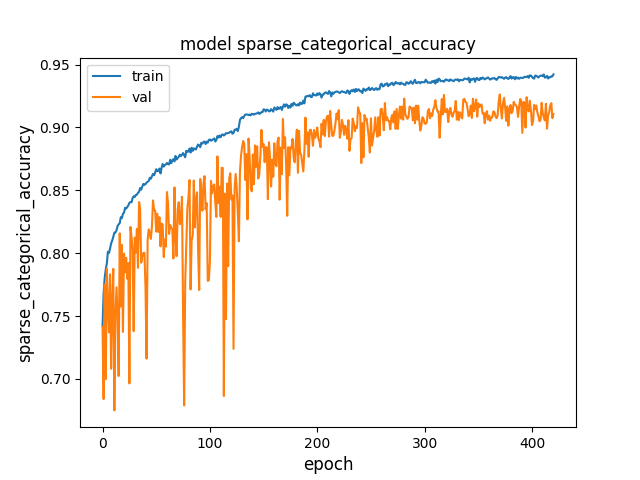 model sparse_categorical_accuracy
train
val
0.95
0.90
0.85
0.80
0.75
0.70
sparse_categorical_accuracy
0
100
200
300
400
epoch